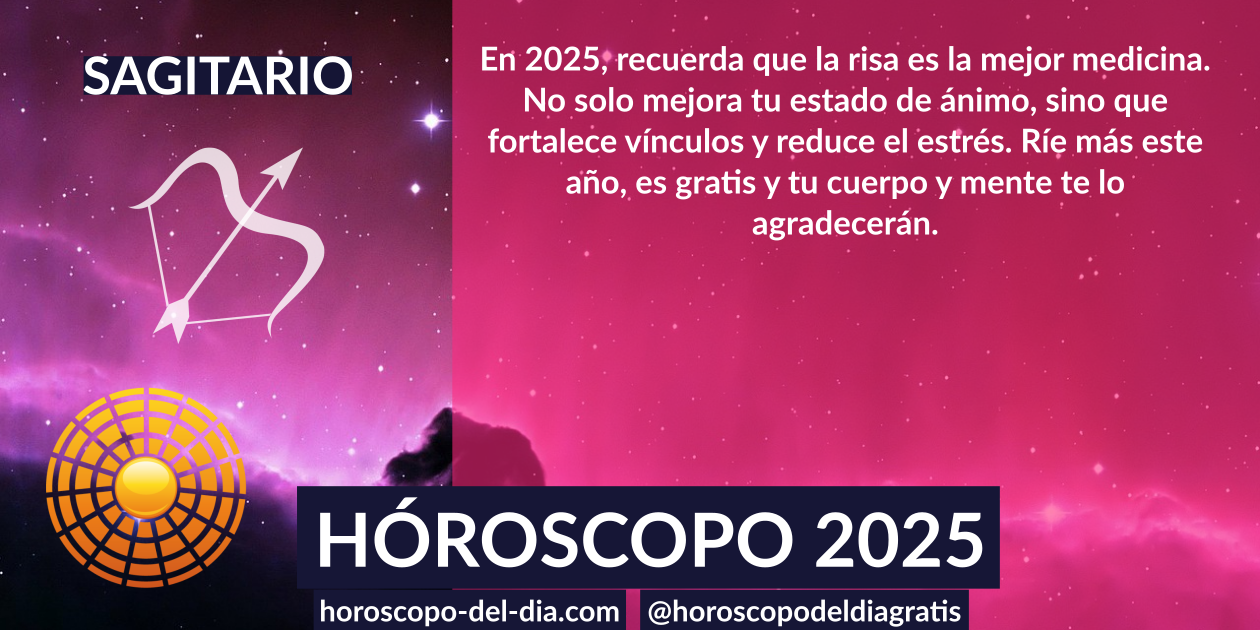 SAGITARIO
En 2025, recuerda que la risa es la mejor medicina.
No solo mejora tu estado de ánimo, sino que
fortalece vínculos y reduce el estrés. Ríe más este
año, es gratis y tu cuerpo y mente te lo
agradecerán.
HÓROSCOPO 2025
horoscopo-del-dia.com @horoscopodeldiagratis